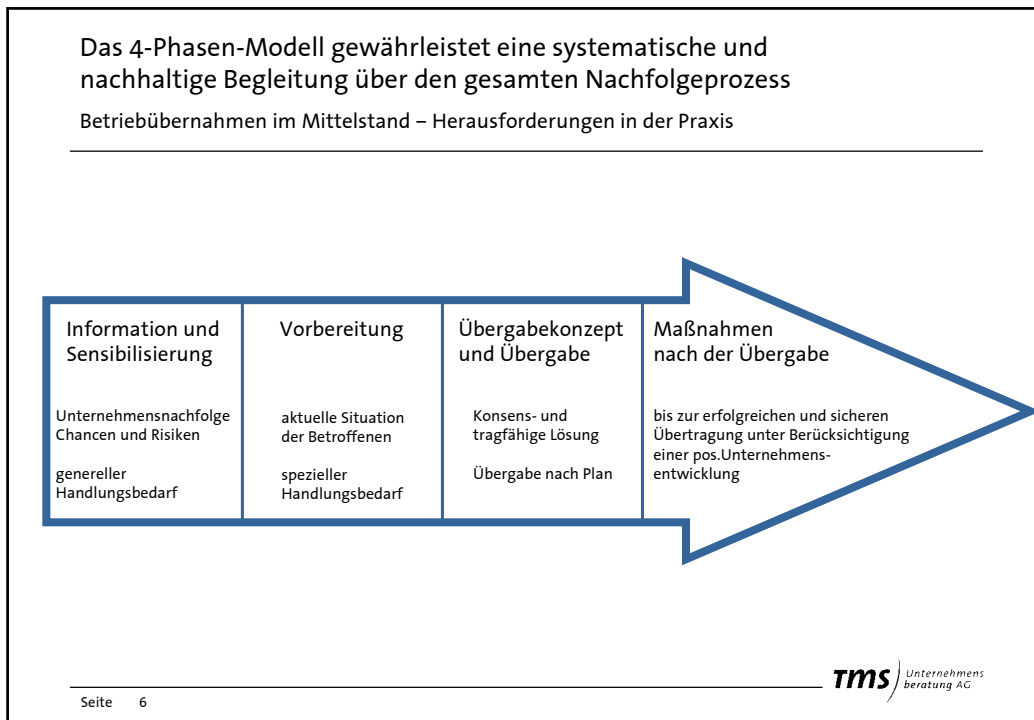 Das 4-Phasen-Modell gewährleistet eine systematische und
nachhaltige Begleitung über den gesamten Nachfolgeprozess
Betriebübernahmen im Mittelstand – Herausforderungen in der Praxis
Information und
Sensibilisierung
Unternehmensnachfolge
Chancen und Risiken
genereller
Handlungsbedarf
Vorbereitung
aktuelle Situation
der Betroffenen
spezieller
Handlungsbedarf
Übergabekonzept
und Übergabe
Konsens- und
tragfähige Lösung
Übergabe nach Plan
Maßnahmen
nach der Übergabe
bis zur erfolgreichen und sicheren
Übertragung unter Berücksichtigung
einer pos.Unternehmens-
entwicklung
TMS Unternehmens
beratung AG
Seite 6